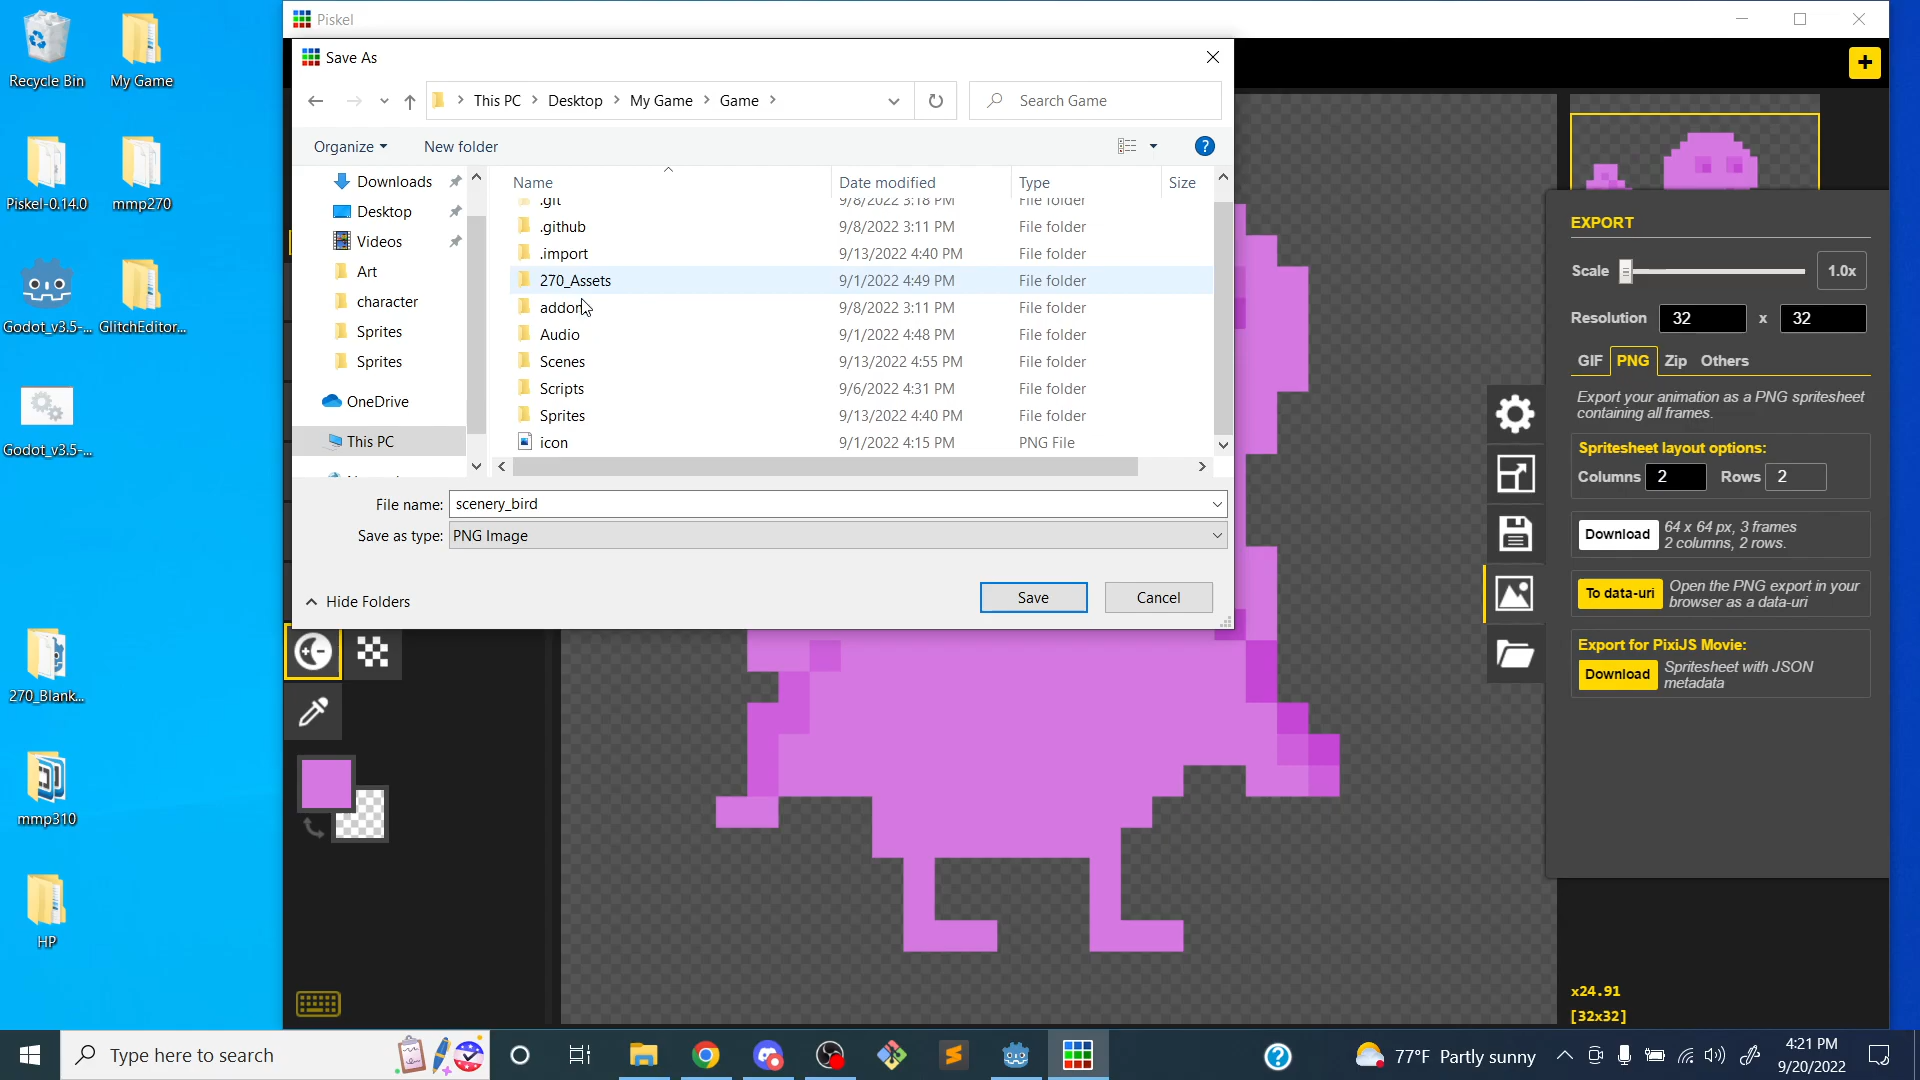 Recycle Bin
My Game
Piskel-0.14.0
mmp270
Godot_v3.5-...
GlitchEditor...
Godot_v3.5-...
270_Blank...
mmp310
HP
Piskel
Save As
This PC
Desktop
My Game
Game
Search Game
Organize
New folder
Downloads
Desktop
Videos
Art
character
Sprites
Sprites
OneDrive
This PC
Name
Date modified
Type
Size
.git 9/8/2022 3:18 PM File folder
.github 9/8/2022 3:11 PM File folder
.import 9/13/2022 4:40 PM File folder
270_Assets 9/1/2022 4:49 PM File folder
9/8/2022 3:11 PM File folder
Audio 9/1/2022 4:48 PM File folder
Scenes 9/13/2022 4:55 PM File folder
Scripts 9/6/2022 4:31 PM File folder
Sprites 9/13/2022 4:40 PM File folder
icon 9/1/2022 4:15 PM PNG File
File name: scenery_bird
Save as type: PNG Image
Hide Folders
Save
Cancel
EXPORT
Scale 1.0x
Resolution 32 x 32
GIF PNG Zip Others
Export your animation as a PNG spritesheet
containing all frames.
Spritesheet layout options:
Columns 2 Rows 2
Download 64 x 64 px, 3 frames
2 columns, 2 rows.
To data-uri Open the PNG export in your
browser as a data-uri
Export for PixiJS Movie:
Download Spritesheet with JSON
metadata
x24.91
[32x32]
Type here to search
77°F Partly sunny
4:21 PM
9/20/2022